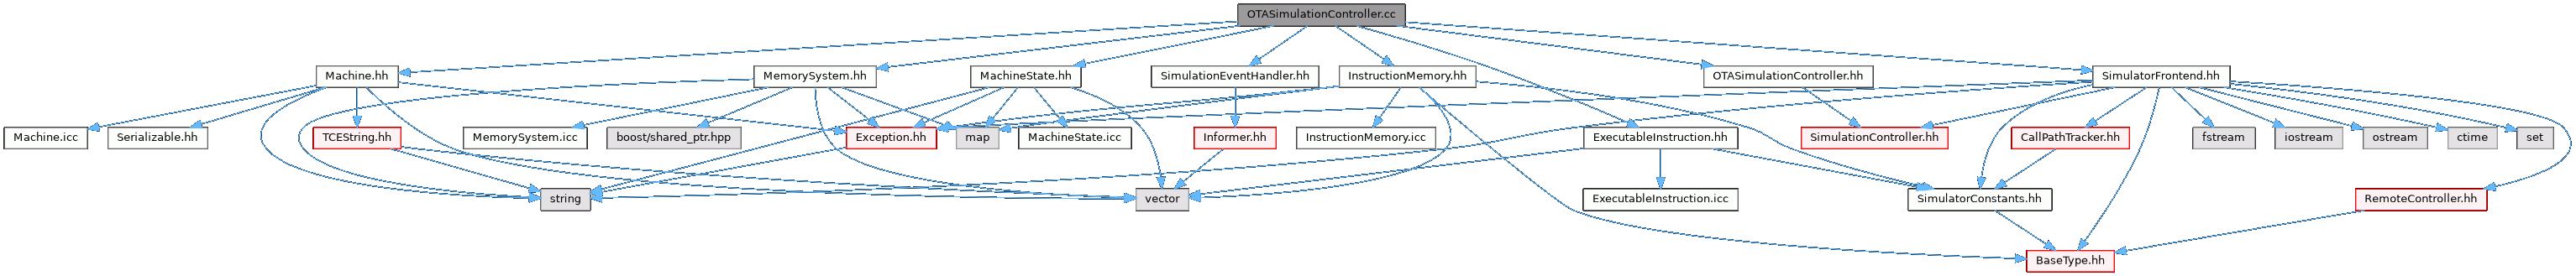 OTASimulationController.cc
Machine.hh
MemorySystem.hh
MachineState.hh
SimulationEventHandler.hh
InstructionMemory.hh
OTASimulationController.hh
SimulatorFrontend.hh
Machine.icc
Serializable.hh
TCEString.hh
MemorySystem.icc
boost/shared_ptr.hpp
Exception.hh
map
MachineState.icc
Informer.hh
InstructionMemory.icc
ExecutableInstruction.hh
SimulationController.hh
CallPathTracker.hh
fstream
iostream
ostream
ctime
set
string
vector
ExecutableInstruction.icc
SimulatorConstants.hh
RemoteController.hh
BaseType.hh